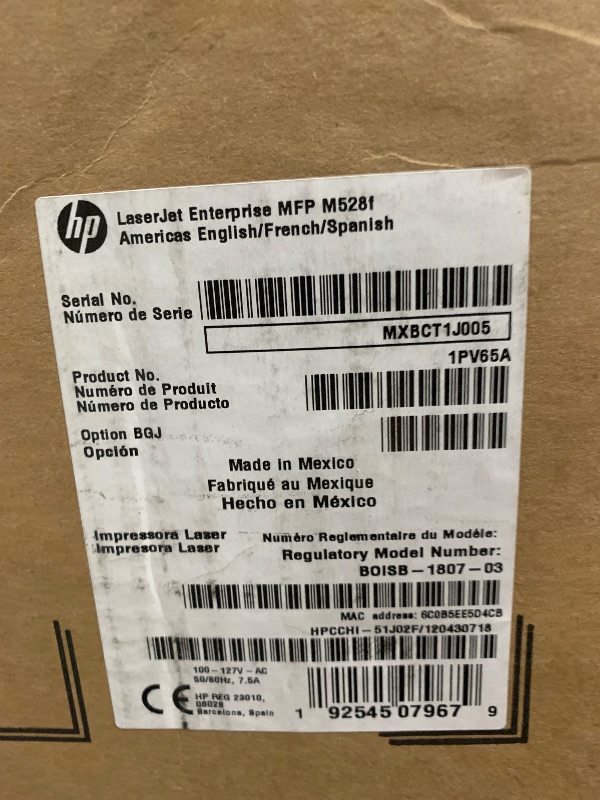 hp
LaserJet Enterprise MFP M528f
Americas English/French/Spanish
Serial No.
Número de Serie
MXBCT1J005
1PV65A
Product No.
Numéro de Produit
Número de Producto
Option BGJ
Opción
Made in Mexico
Fabriqué au Mexique
Hecho en México
Impressora Laser
Impresora Laser
Numéro Reglementaire du Modéle:
Regulatory Model Number:
BOISB-1807-03
MAC address: 6C0B5EE5D4CB
HPCCHI-51J02F/120430718
100-127V-AC
50/60Hz, 7.5A
CE
HP REG 23010,
08028
Barcelona, Spain
1 92545 07967 9